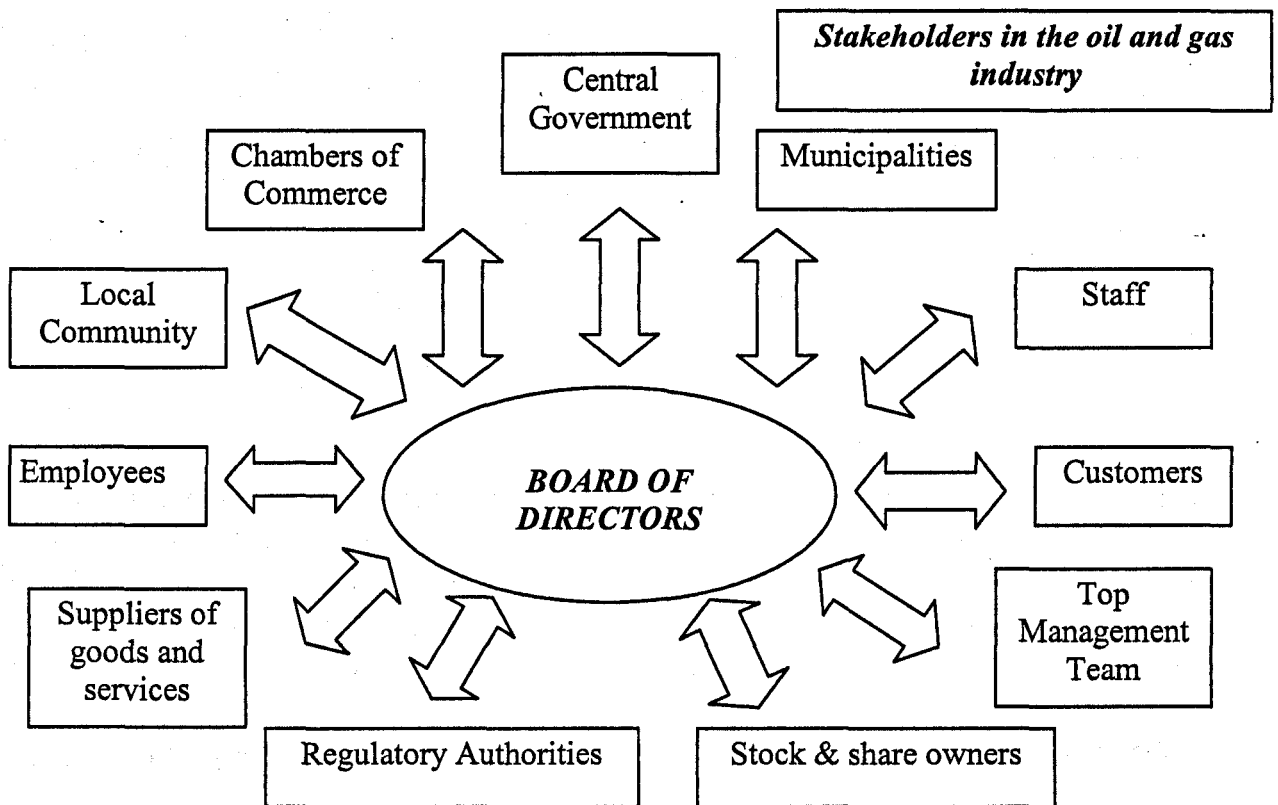 Stakeholders in the oil and gas
industry
Central
Government
Chambers of
Commerce
Municipalities
Local
Community
Staff
Employees
BOARD OF
DIRECTORS
Customers
Suppliers of
goods and
services
Top
Management
Team
Regulatory Authorities
Stock & share owners